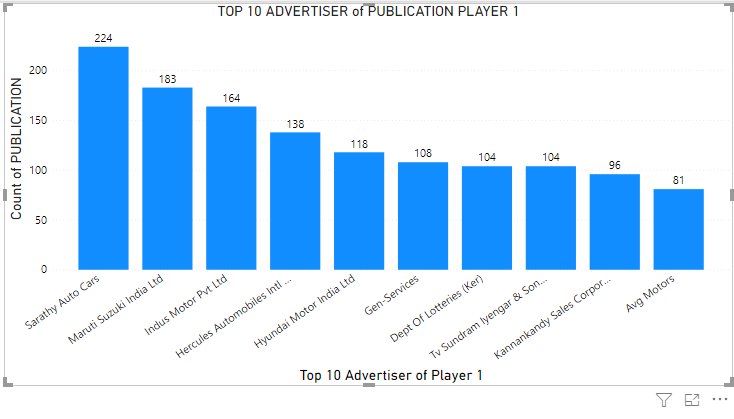 TOP 10 ADVERTISER of PUBLICATION PLAYER 1
Count of PUBLICATION
200
150
100
50
0
224
183
164
138
118
108
104
104
96
81
Sarathy Auto Cars
Maruti Suzuki India Ltd
Indus Motor Pvt Ltd
Hercules Automobiles Intl ...
Hyundai Motor India Ltd
Gen-Services
Dept Of Lotteries (Ker)
Tv Sundram Iyengar & Son...
Kannankandy Sales Corpor...
Avg Motors
Top 10 Advertiser of Player 1